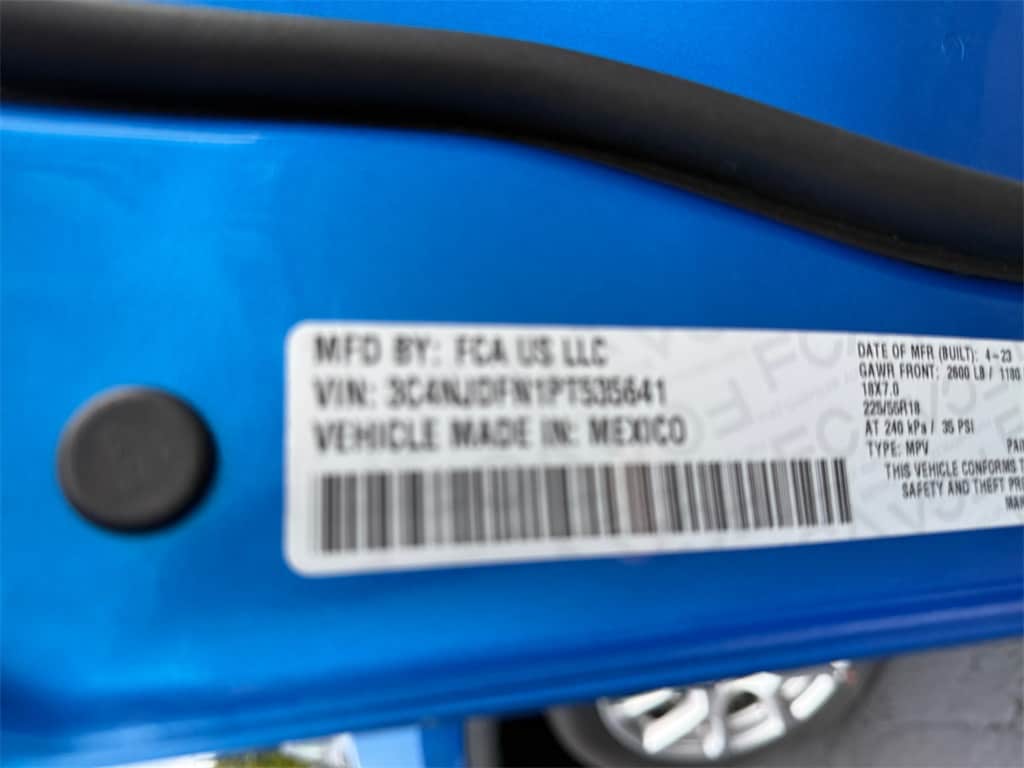 MFD BY: FCA US LLC
VIN: 3C4NJDFN1PT535641
VEHICLE MADE IN: MEXICO
DATE OF MFR (BUILT): 4-23
GAWR FRONT: 2600 LB / 1180
18X7.0
225/55R18
AT 240 kPa / 35 PSI
TYPE: MPV
THIS VEHICLE CONFORMS
SAFETY AND THEFT